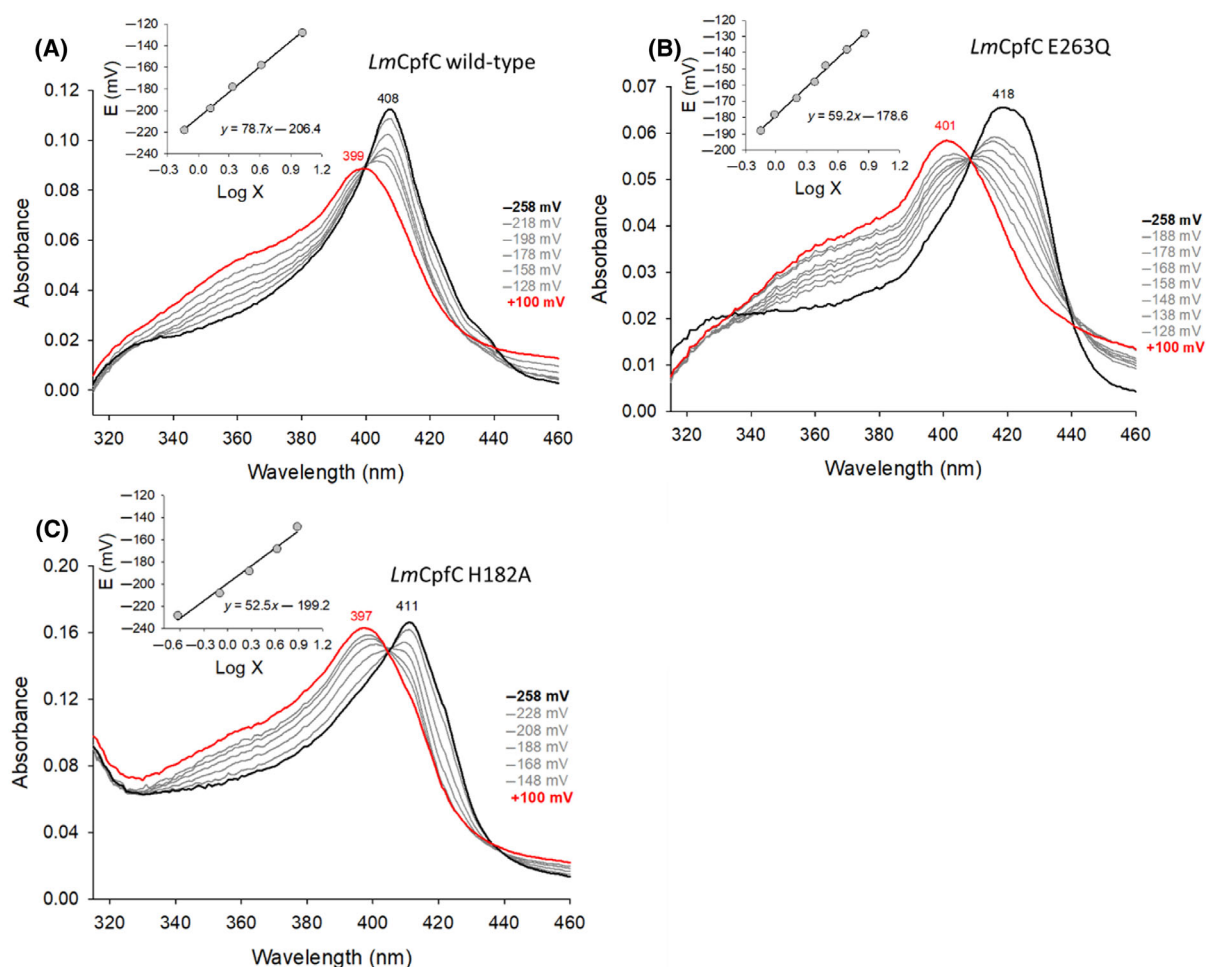 (A)
LmCpfC wild-type
−120
−140
−160
−180
−200
−220
−240
E (mV)
y = 78.7x — 206.4
−0.3 0.0 0.3 0.6 0.9 1.2
Log X
408
399
0.12
0.10
0.08
0.06
0.04
0.02
0.00
Absorbance
−258 mV
−218 mV
−198 mV
−178 mV
−158 mV
−128 mV
+100 mV
320 340 360 380 400 420 440 460
Wavelength (nm)
(B)
LmCpfC E263Q
−120
−130
−140
−150
−160
−170
−180
−190
−200
E (mV)
y = 59.2x — 178.6
−0.3 0.0 0.3 0.6 0.9 1.2
Log X
418
401
0.07
0.06
0.05
0.04
0.03
0.02
0.01
0.00
Absorbance
−258 mV
−188 mV
−178 mV
−168 mV
−158 mV
−148 mV
−138 mV
−128 mV
+100 mV
320 340 360 380 400 420 440 460
Wavelength (nm)
(C)
LmCpfC H182A
−120
−140
−160
−180
−200
−220
−240
E (mV)
y = 52.5x — 199.2
−0.6 −0.3 0.0 0.3 0.6 0.9 1.2
Log X
397
411
0.20
0.16
0.12
0.08
0.04
0.00
Absorbance
−258 mV
−228 mV
−208 mV
−188 mV
−168 mV
−148 mV
+100 mV
320 340 360 380 400 420 440 460
Wavelength (nm)